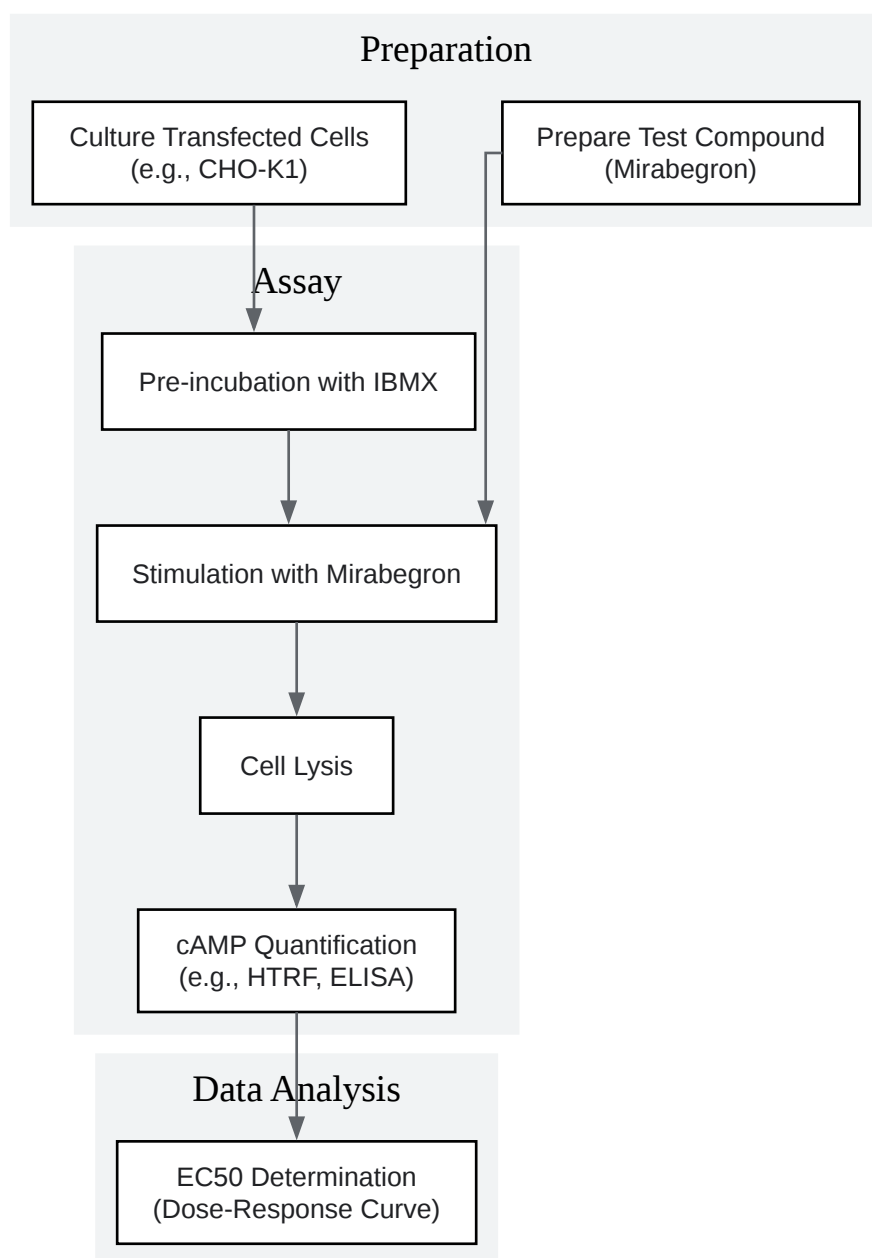 Preparation
Culture Transfected Cells
(e.g., CHO-K1)
Prepare Test Compound
(Mirabegron)
Assay
Pre-incubation with IBMX
Stimulation with Mirabegron
Cell Lysis
cAMP Quantification
(e.g., HTRF, ELISA)
Data Analysis
EC50 Determination
(Dose-Response Curve)